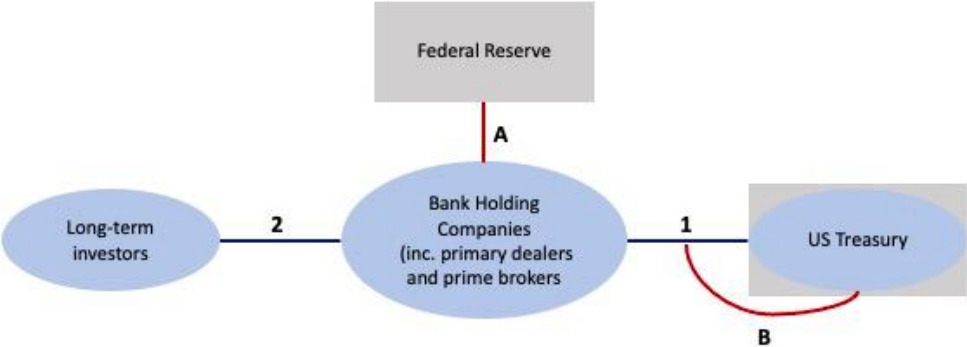 Federal Reserve
A
Bank Holding
Companies
(inc. primary dealers
and prime brokers
Long-term
investors
2
1
US Treasury
B